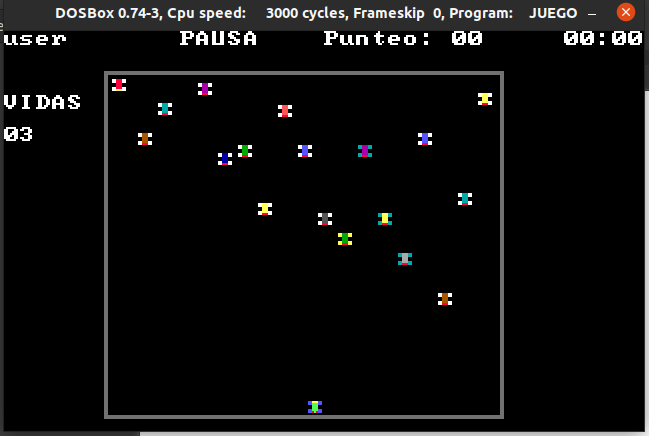 DOSBox 0.74-3, Cpu speed: 3000 cycles, Frameskip 0, Program: JUEGO
user PAUSA Punteo: 00 00:00
VIDAS
03